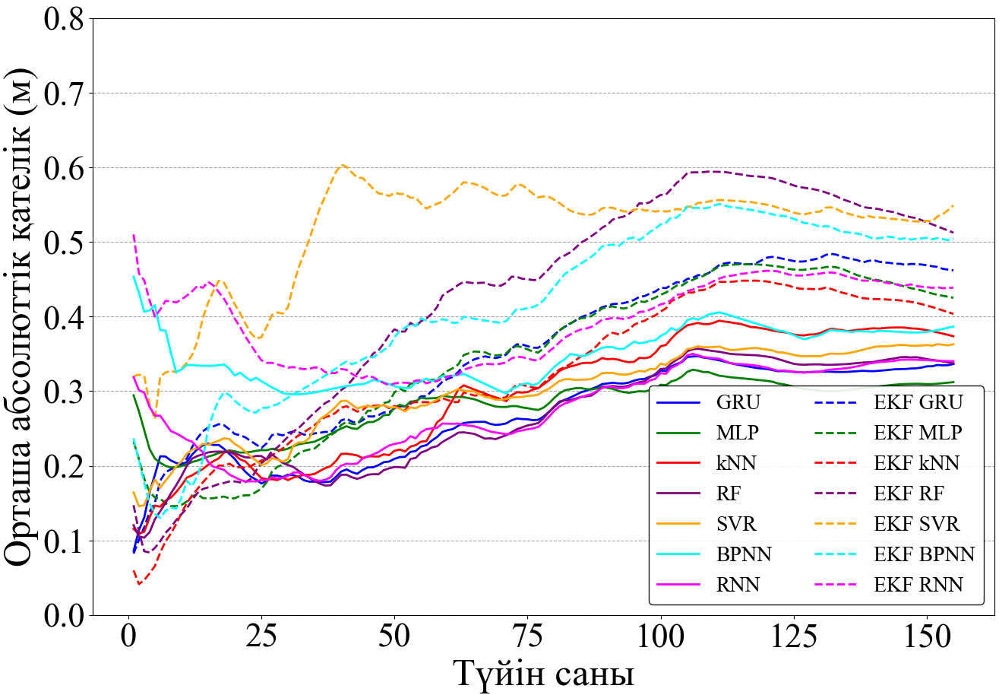 Орташа абсолюттік қателік (м)
0.8
0.7
0.6
0.5
0.4
0.3
0.2
0.1
0.0
0 25 50 75 100 125 150
Түйін саны
GRU EKF GRU
MLP EKF MLP
kNN EKF kNN
RF EKF RF
SVR EKF SVR
BPNN EKF BPNN
RNN EKF RNN